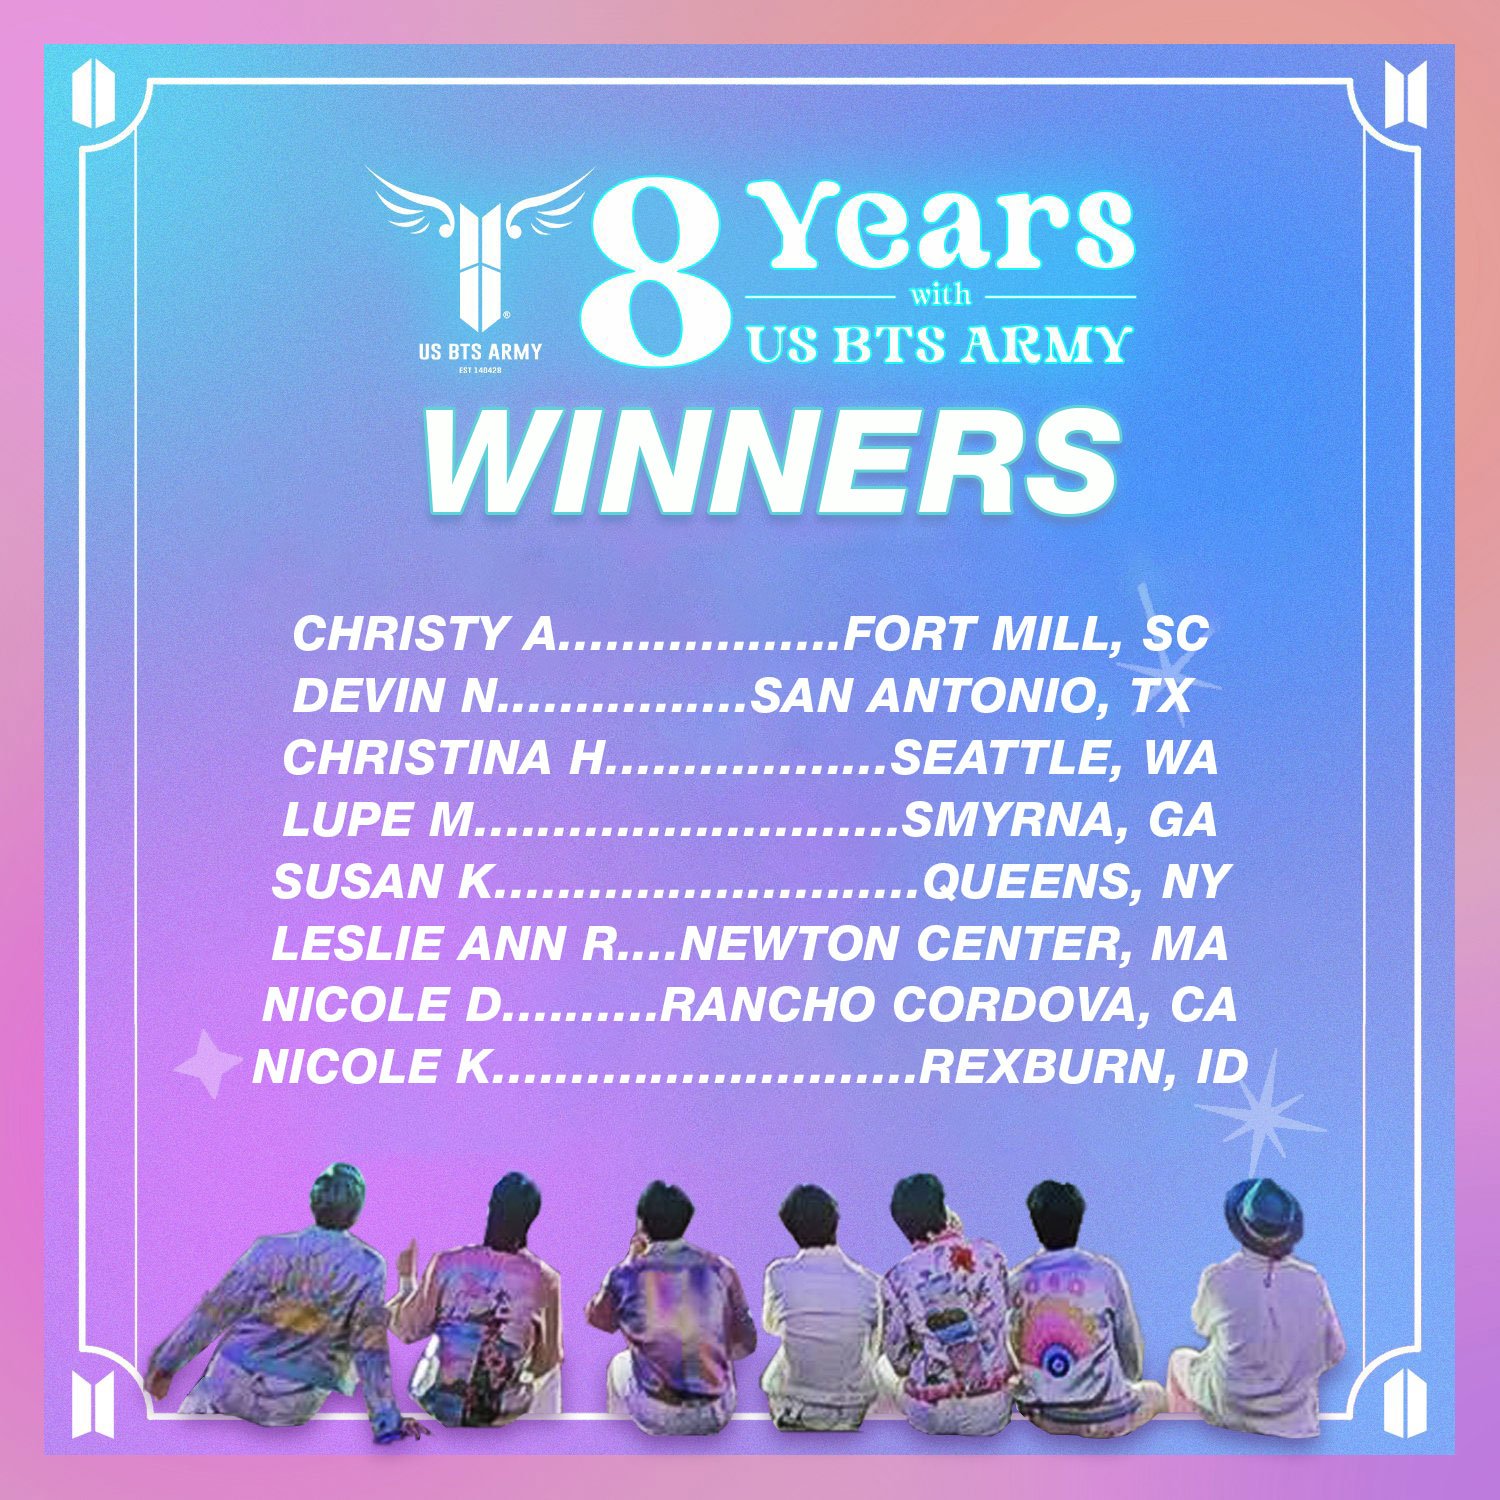 8 Years
with
US BTS ARMY
®
US BTS ARMY
EST 140428
WINNERS
CHRISTY A..................FORT MILL, SC
DEVIN N................SAN ANTONIO, TX
CHRISTINA H..................SEATTLE, WA
LUPE M...........................SMYRNA, GA
SUSAN K...........................QUEENS, NY
LESLIE ANN R....NEWTON CENTER, MA
NICOLE D..........RANCHO CORDOVA, CA
NICOLE K...........................REXBURN, ID